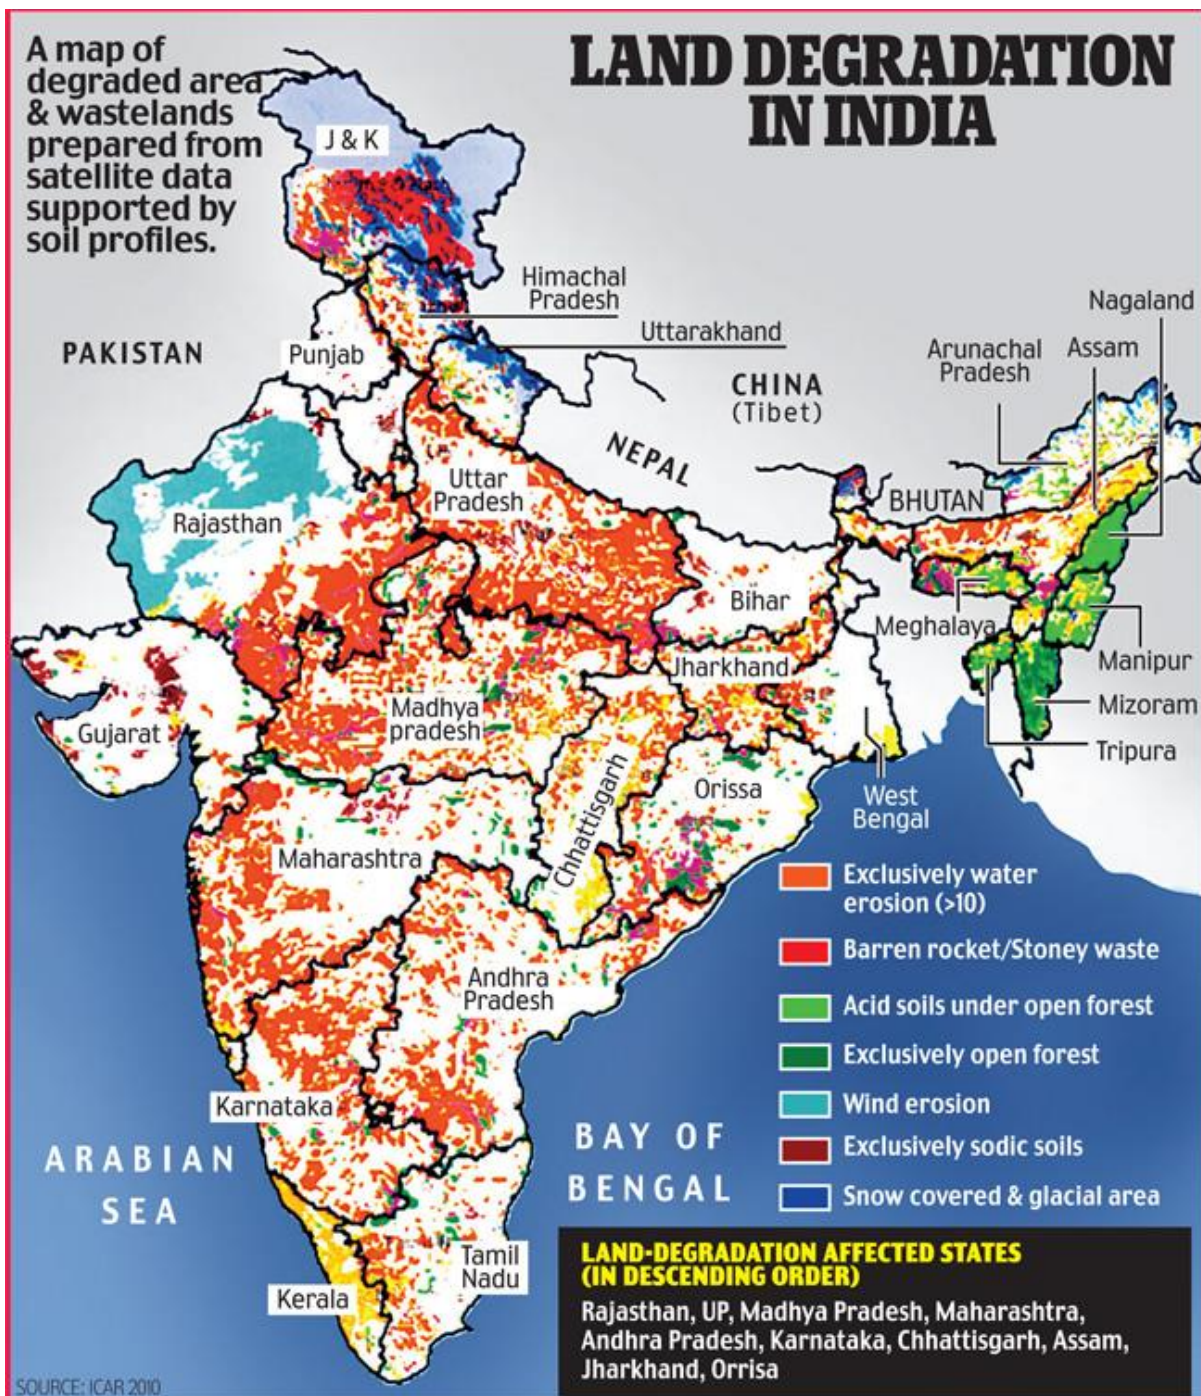 A map of
degraded area
& wastelands
prepared from
satellite data
supported by
soil profiles.
LAND DEGRADATION
IN INDIA
J & K
Himachal
Pradesh
Uttarakhand
Nagaland
Arunachal
Pradesh
Assam
PAKISTAN
Punjab
CHINA
(Tibet)
NEPAL
Uttar
Pradesh
BHUTAN
Rajasthan
Bihar
Meghalaya
Jharkhand
Manipur
Mizoram
Tripura
Gujarat
Madhya
pradesh
Chhattisgarh
Orissa
West
Bengal
Maharashtra
Andhra
Pradesh
Karnataka
ARABIAN
SEA
BAY OF
BENGAL
Kerala
Tamil
Nadu
Exclusively water
erosion (>10)
Barren rocket/Stoney waste
Acid soils under open forest
Exclusively open forest
Wind erosion
Exclusively sodic soils
Snow covered & glacial area
LAND-DEGRADATION AFFECTED STATES
(IN DESCENDING ORDER)
Rajasthan, UP, Madhya Pradesh, Maharashtra,
Andhra Pradesh, Karnataka, Chhattisgarh, Assam,
Jharkhand, Orrisa
SOURCE: ICAR 2010